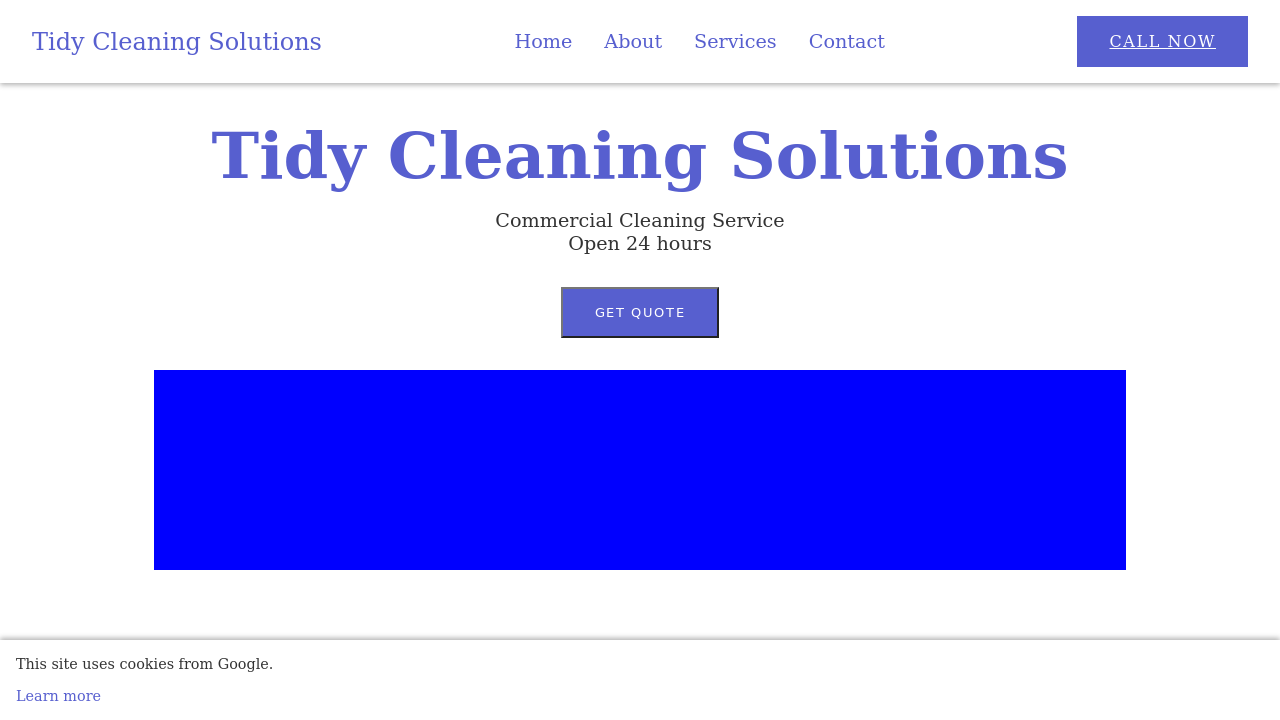 Tidy Cleaning Solutions
Home
About
Services
Contact
CALL NOW
Tidy Cleaning Solutions
Commercial Cleaning Service
Open 24 hours
GET QUOTE
This site uses cookies from Google.
Learn more